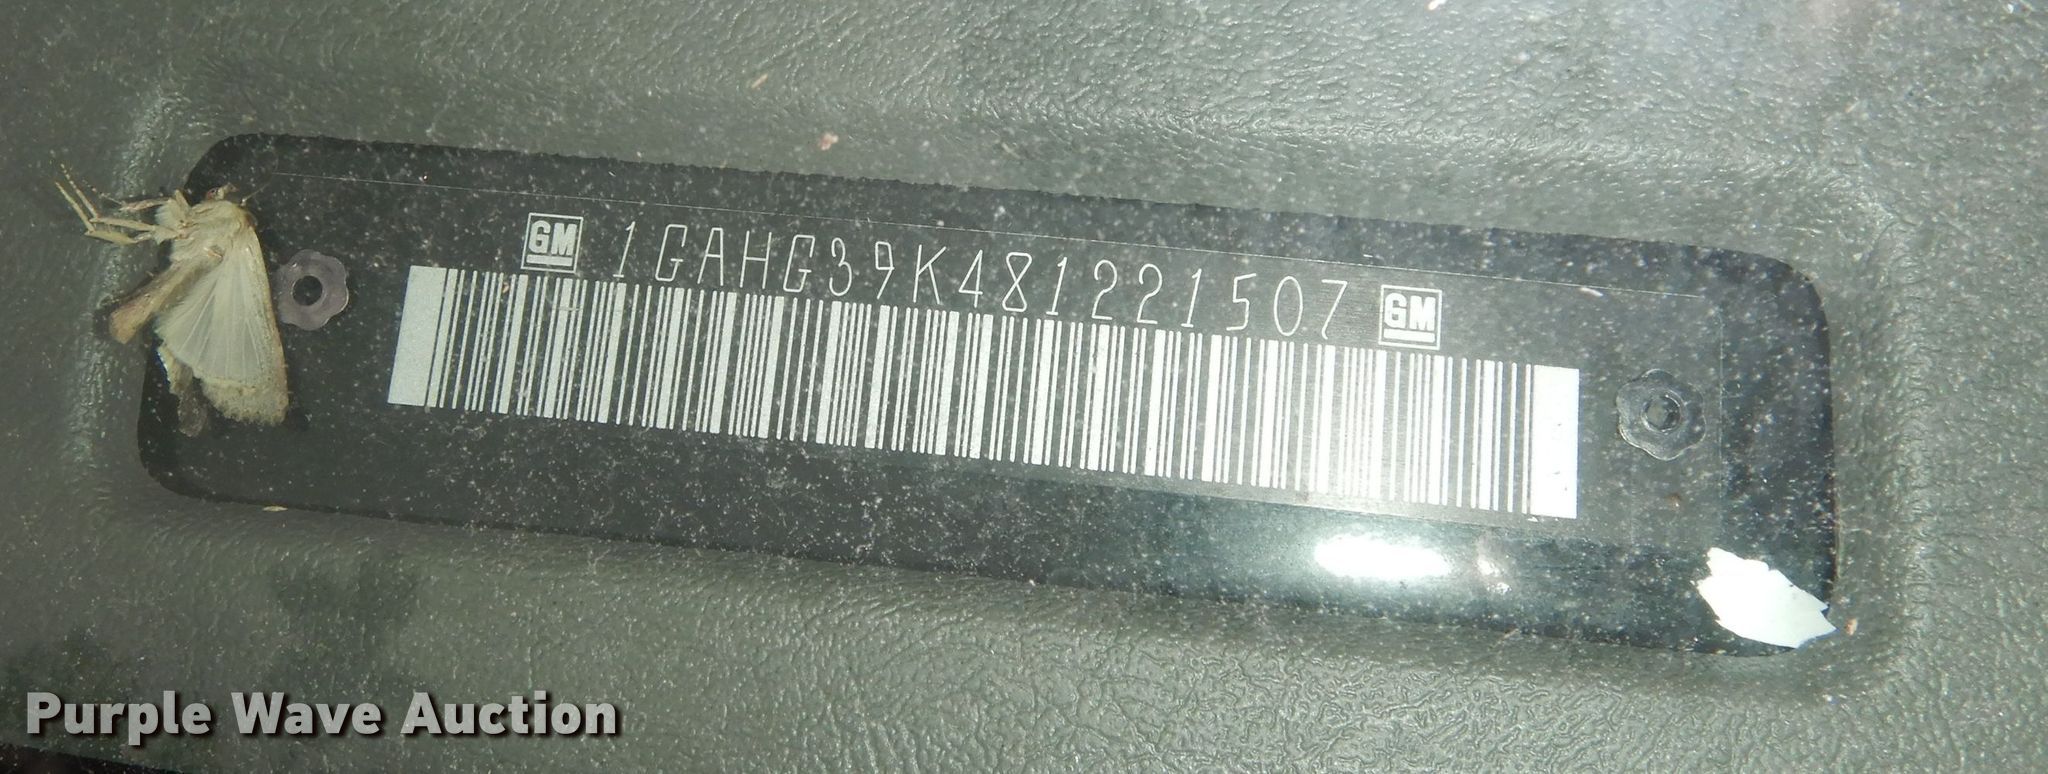 GM 1GAHG39K481221507 GM
Purple Wave Auction